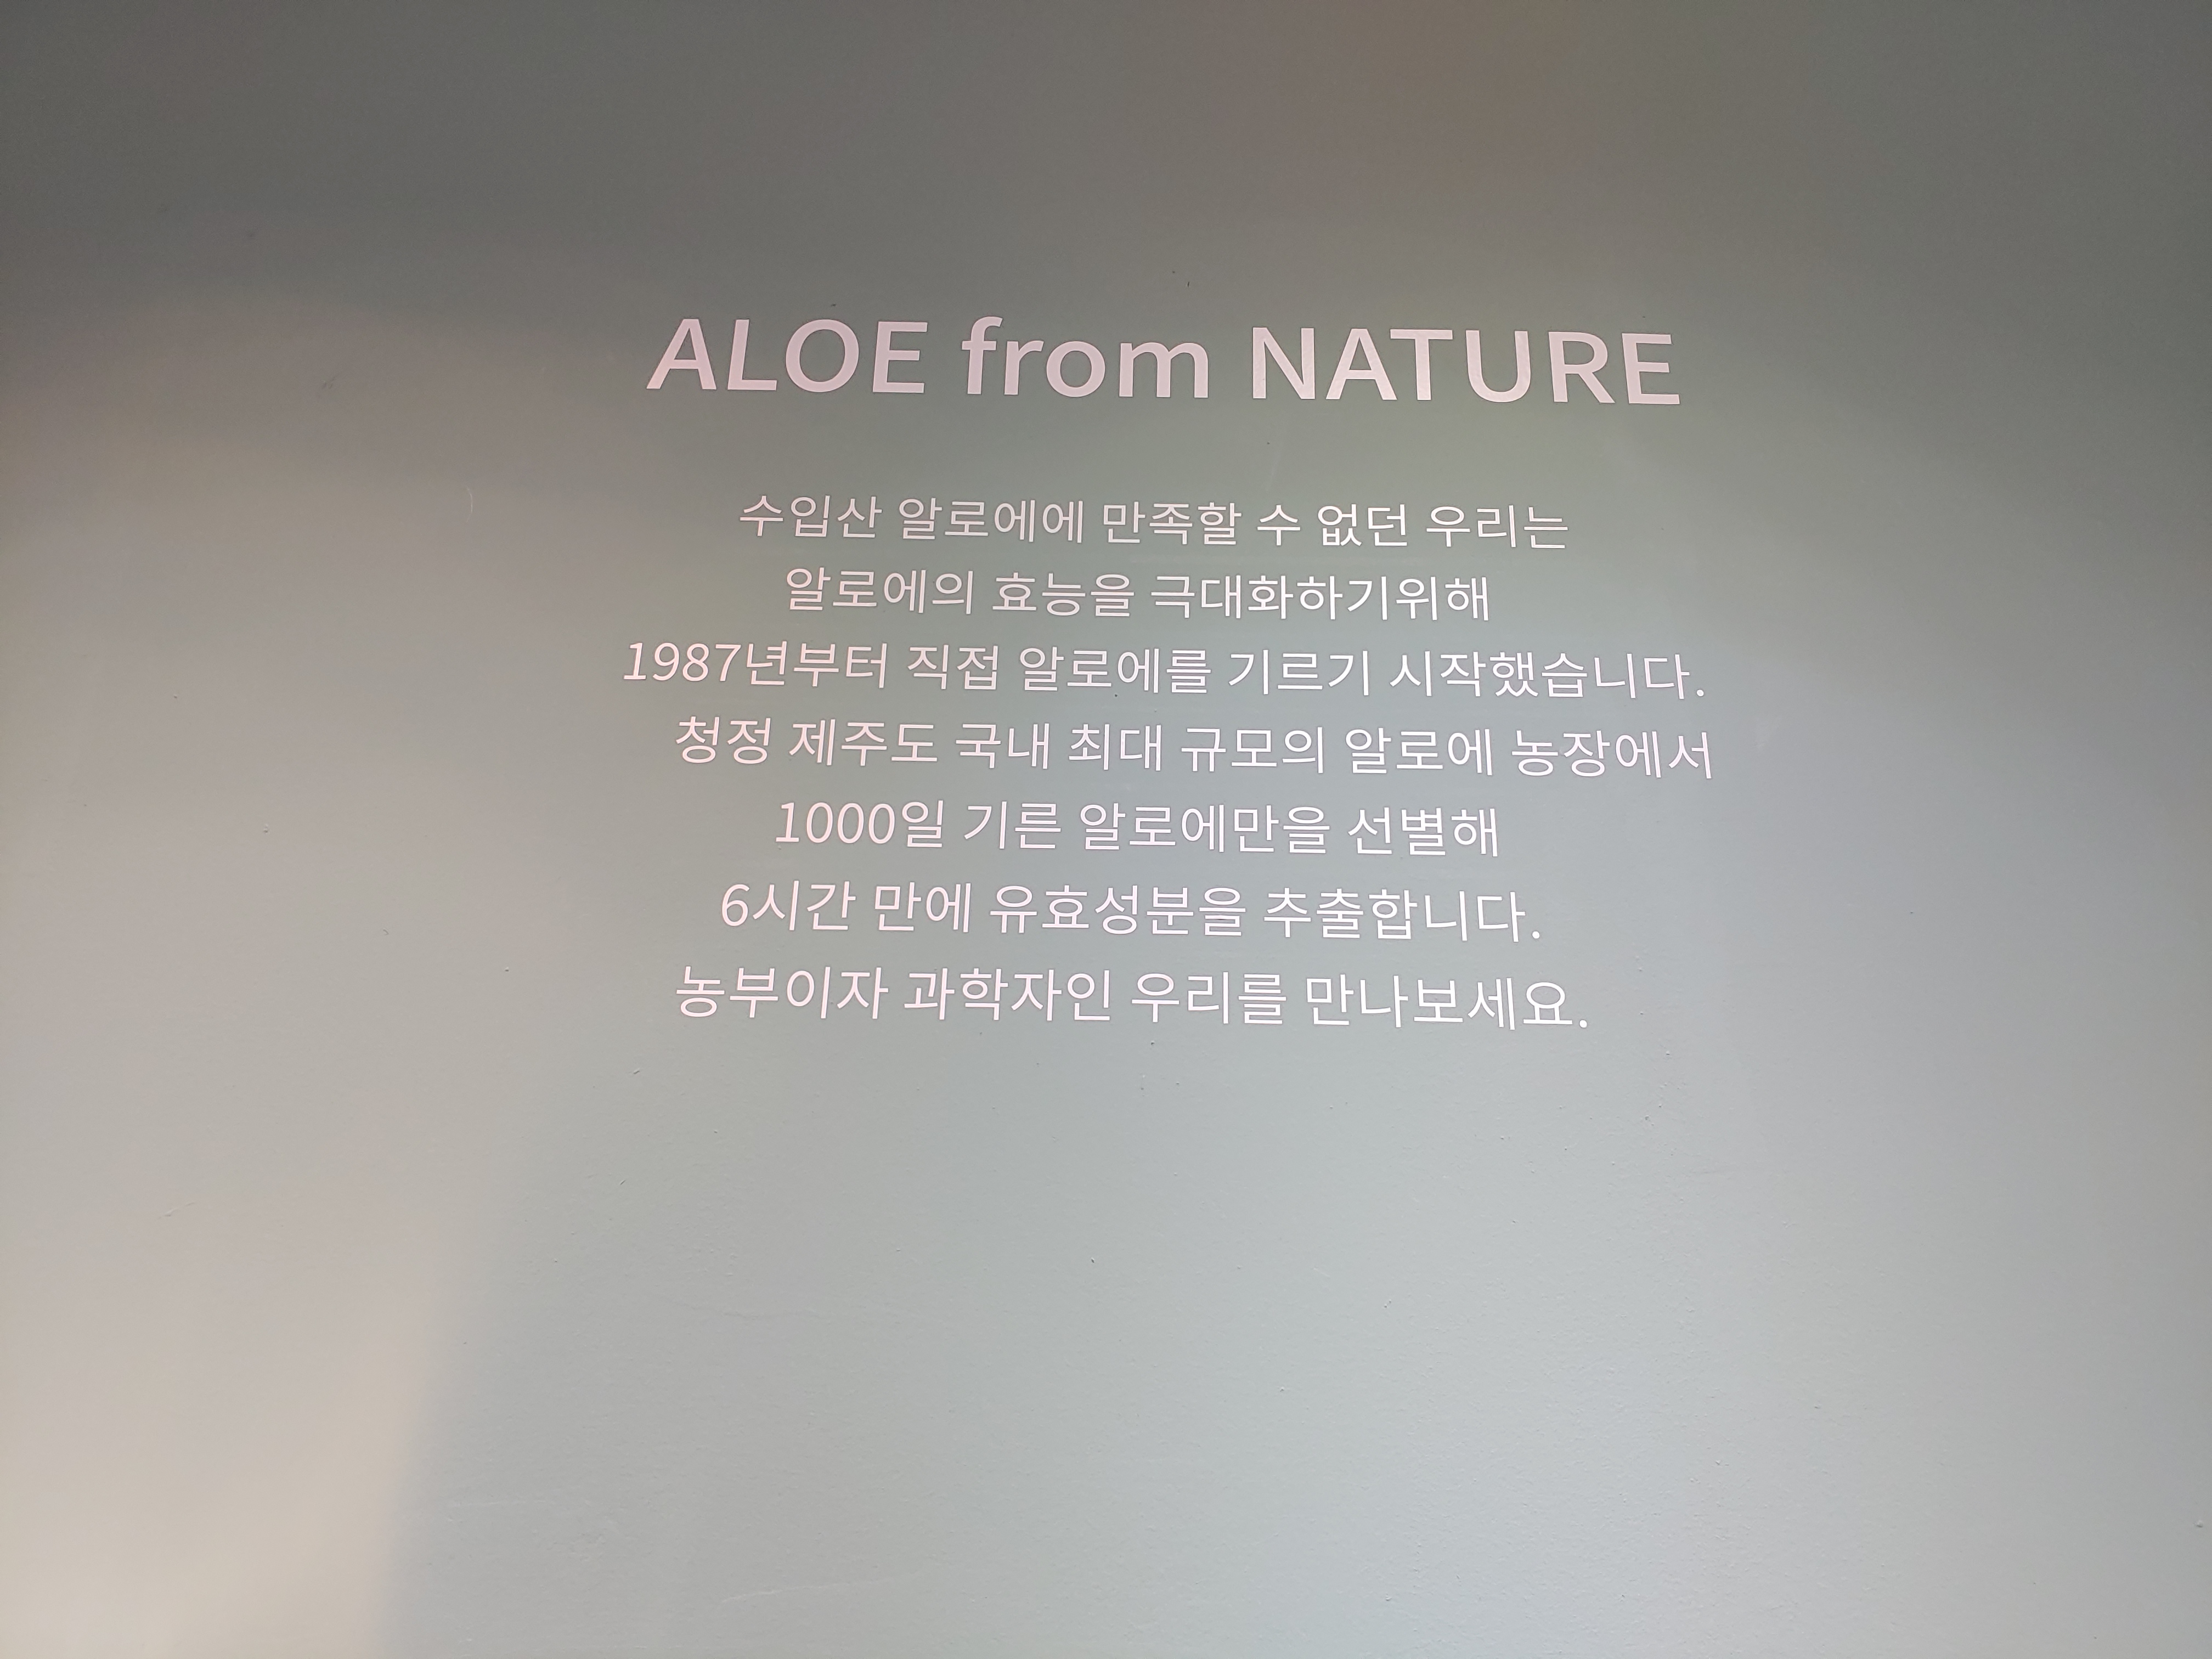 ALOE from NATURE
수입산 알로에에 만족할 수 없던 우리는
알로에의 효능을 극대화하기위해
1987년부터 직접 알로에를 기르기 시작했습니다.
청정 제주도 국내 최대 규모의 알로에 농장에서
1000일 기른 알로에만을 선별해
6시간 만에 유효성분을 추출합니다.
농부이자 과학자인 우리를 만나보세요.